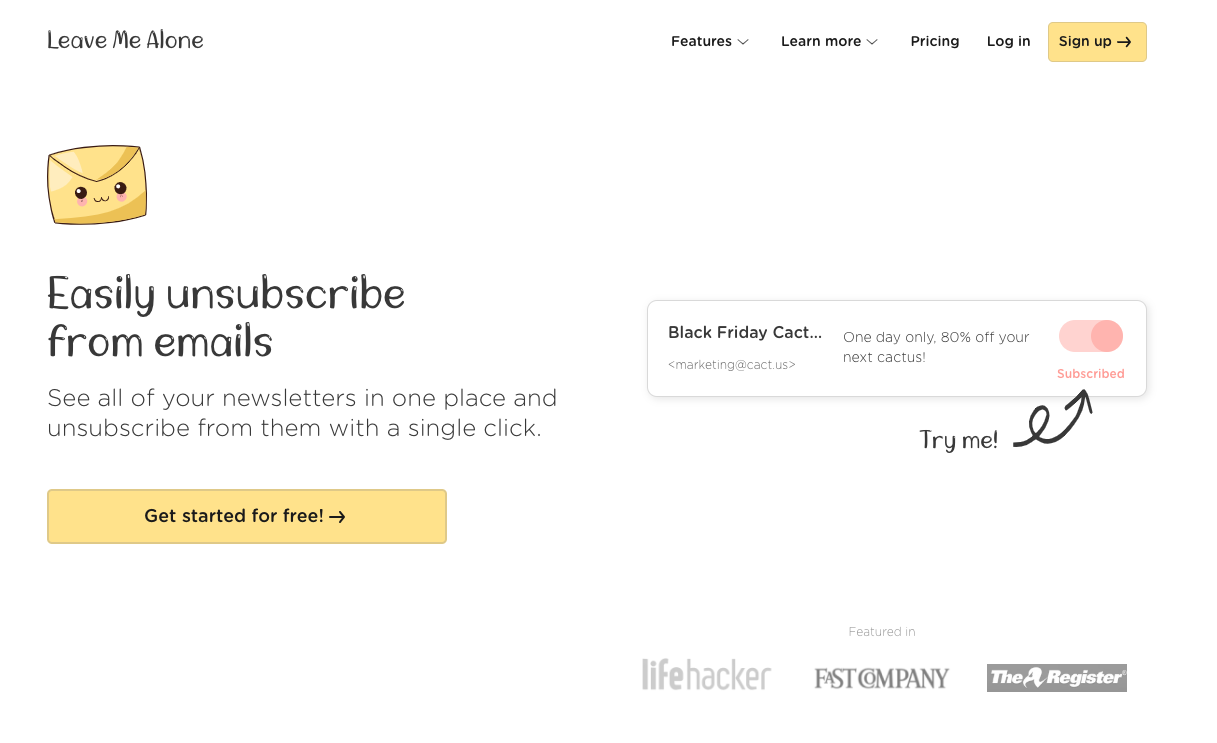 Leave Me Alone
Features
Learn more
Pricing
Log in
Sign up →
Easily unsubscribe
from emails
See all of your newsletters in one place and
unsubscribe from them with a single click.
Get started for free! →
Black Friday Cact...
<marketing@cact.us>
One day only, 80% off your
next cactus!
Subscribed
Try me!
Featured in
lifehacker
FAST COMPANY
The A Register®